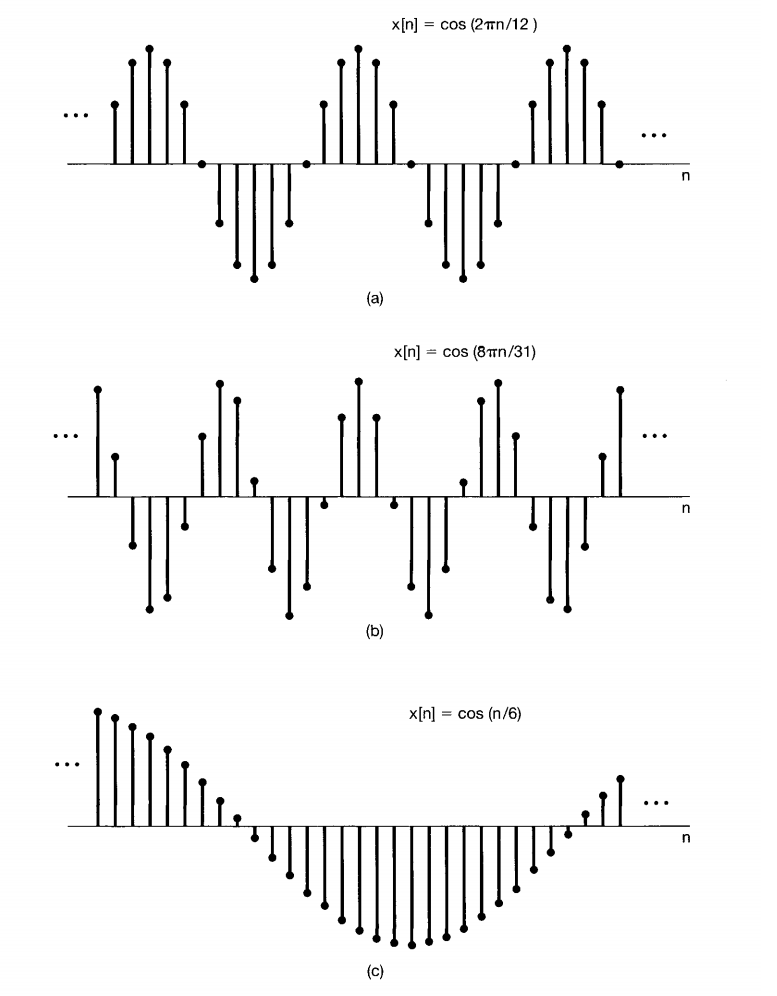 x[n] = cos (2πn/12 )
...
...
n
(a)
x[n] = cos (8πn/31)
...
...
n
(b)
x[n] = cos (n/6)
...
...
n
(c)